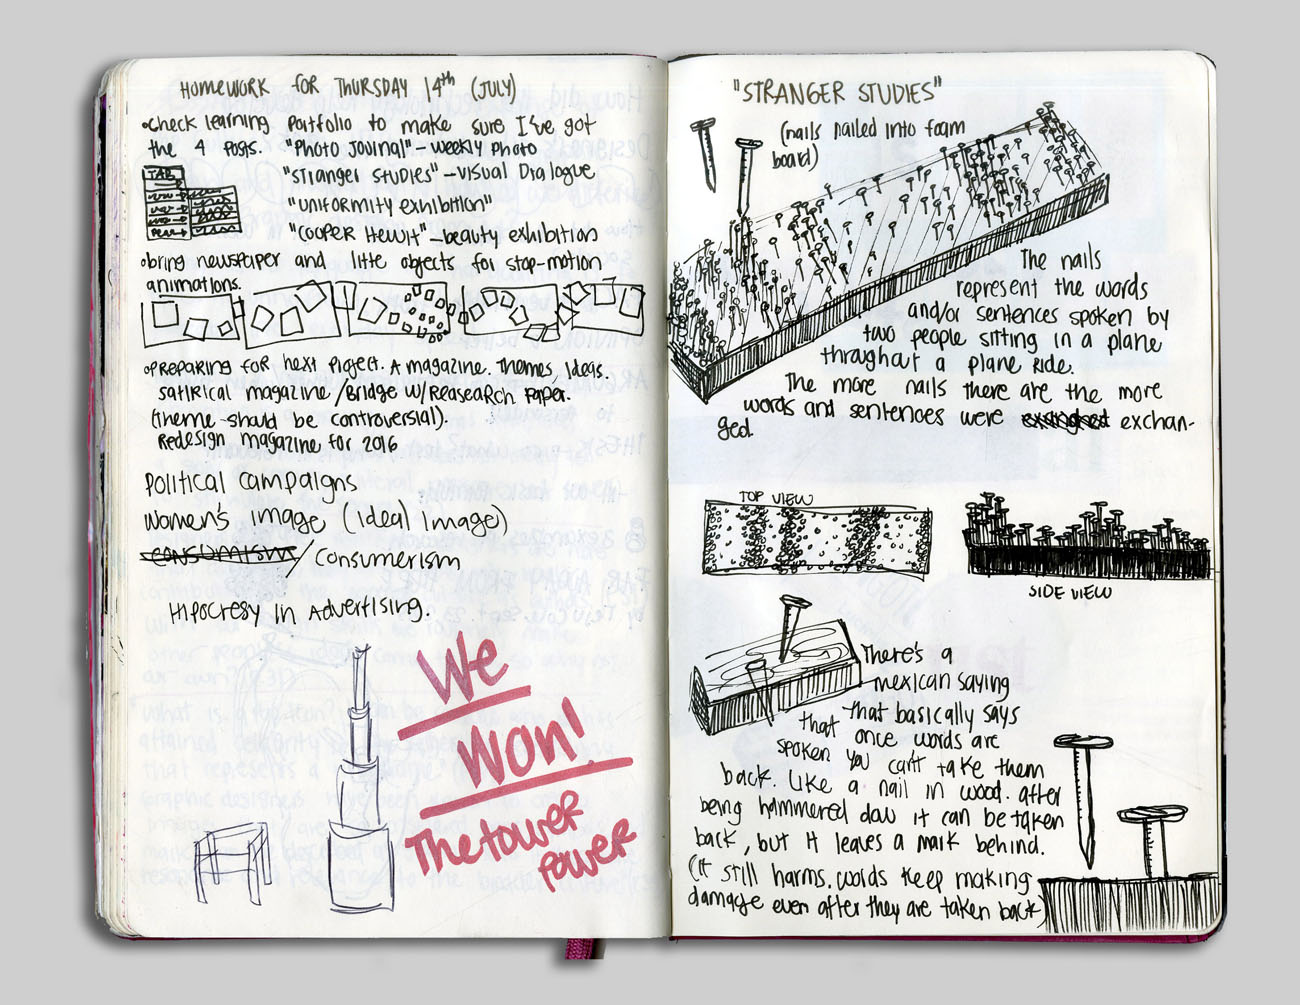 HOMEWORK FOR THURSDAY 14th (JULY)
•Check learning Portfolio to make sure I've got
the 4 Posts. "Photo Journal" – Weekly Photo
"Stranger Studies" – Visual Dialogue
"UNIFORMITY exhibition"
"COOPER HEWIT" – beauty exhibition
TAB
•bring newspaper and little objects for stop-motion
animations.
•Preparing for next Project. A magazine. Themes, Ideas.
satirical magazine/Bridge w/Reasearch Paper.
(theme should be controversial).
Redesign magazine for 2016
Political campaigns
Women's image (Ideal Image)
consumism/consumerism
Hipocresy in Advertising.
We
Won!
The tower
Power
"STRANGER STUDIES"
(nails nailed into foam
board)
The nails
represent the words
and/or sentences spoken by
two people sitting in a plane
throughout a plane ride.
The more nails there are the more
words and sentences were exchan-
ged.
TOP VIEW
SIDE VIEW
There's a
mexican saying
that basically says
that once words are
spoken you can't take them
back. Like a nail in wood. after
being hammered down it can be taken
back, but it leaves a mark behind.
(it still harms. words keep making
damage even after they are taken back)